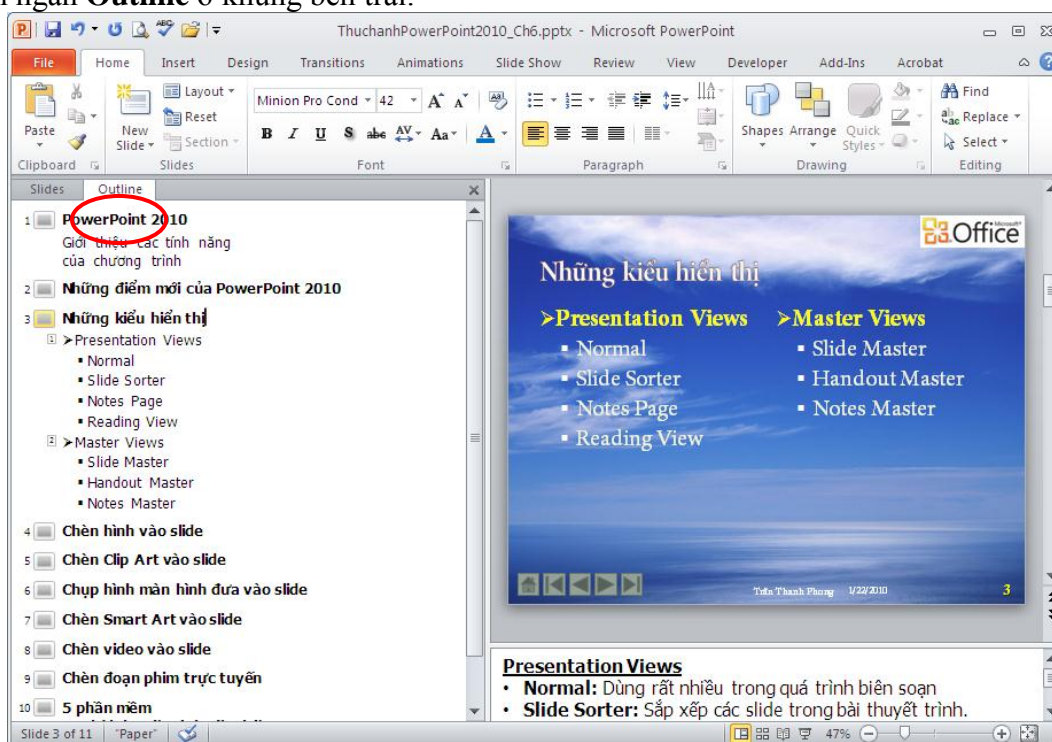 ngăn Outline ở khung bên trái.
ThuchanhPowerPoint2010_Ch6.pptx - Microsoft PowerPoint
File Home Insert Design Transitions Animations Slide Show Review View Developer Add-Ins Acrobat
Paste
New Slide
Layout
Reset
Section
Minion Pro Cond 42
B I U S abc AV Aa A
Shapes Arrange Quick Styles
Find
Replace
Select
Clipboard Slides Font Paragraph Drawing Editing
Slides Outline
1 PowerPoint 2010
Giới thiệu các tính năng
của chương trình
2 Những điểm mới của PowerPoint 2010
3 Những kiểu hiển thị
1 ➢Presentation Views
▪ Normal
▪ Slide Sorter
▪ Notes Page
▪ Reading View
2 ➢Master Views
▪ Slide Master
▪ Handout Master
▪ Notes Master
4 Chèn hình vào slide
5 Chèn Clip Art vào slide
6 Chụp hình màn hình đưa vào slide
7 Chèn Smart Art vào slide
8 Chèn video vào slide
9 Chèn đoạn phim trực tuyến
10 5 phần mềm
Microsoft
Office
Những kiểu hiển thị
➢Presentation Views
▪ Normal
▪ Slide Sorter
▪ Notes Page
▪ Reading View
➢Master Views
▪ Slide Master
▪ Handout Master
▪ Notes Master
Trần Thanh Phong 1/22/2010 3
Presentation Views
• Normal: Dùng rất nhiều trong quá trình biên soạn
• Slide Sorter: Sắp xếp các slide trong bài thuyết trình.
Slide 3 of 11 "Paper" 47%